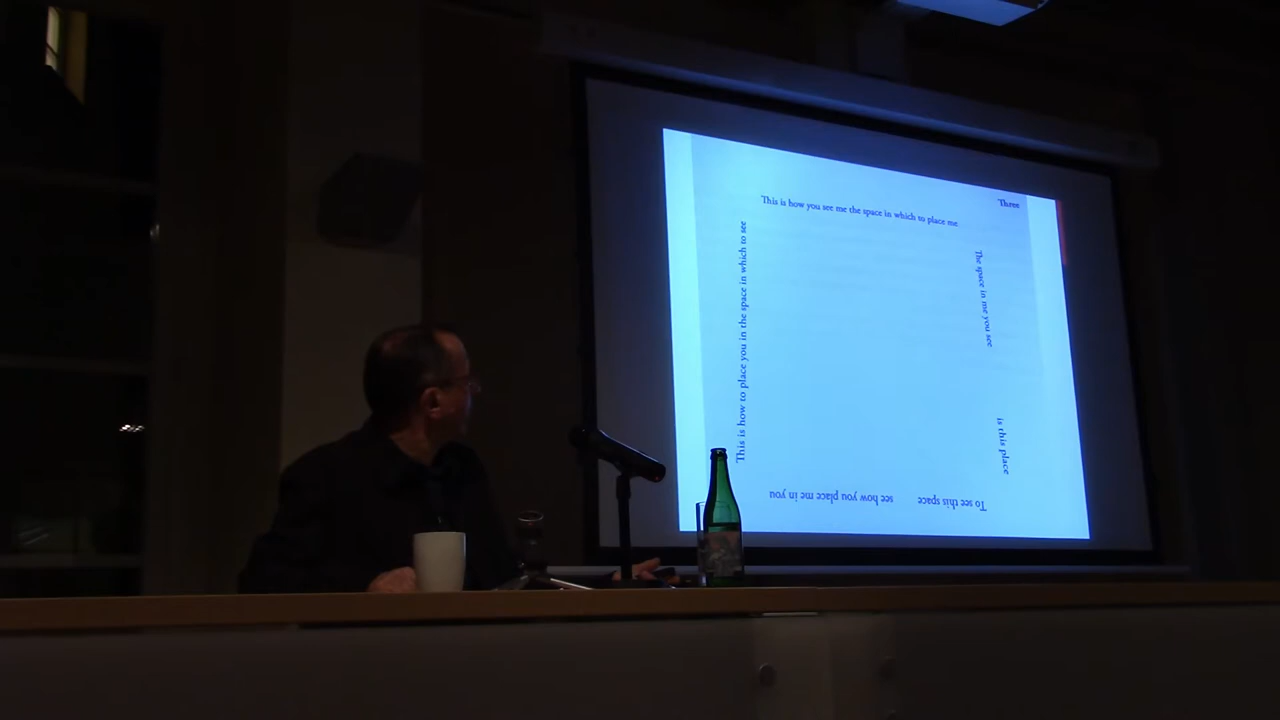 Three
This is how you see me the space in which to place me
The space in me you see
is this place
To see this space
see how you place me in you
This is how to place you in the space in which to see